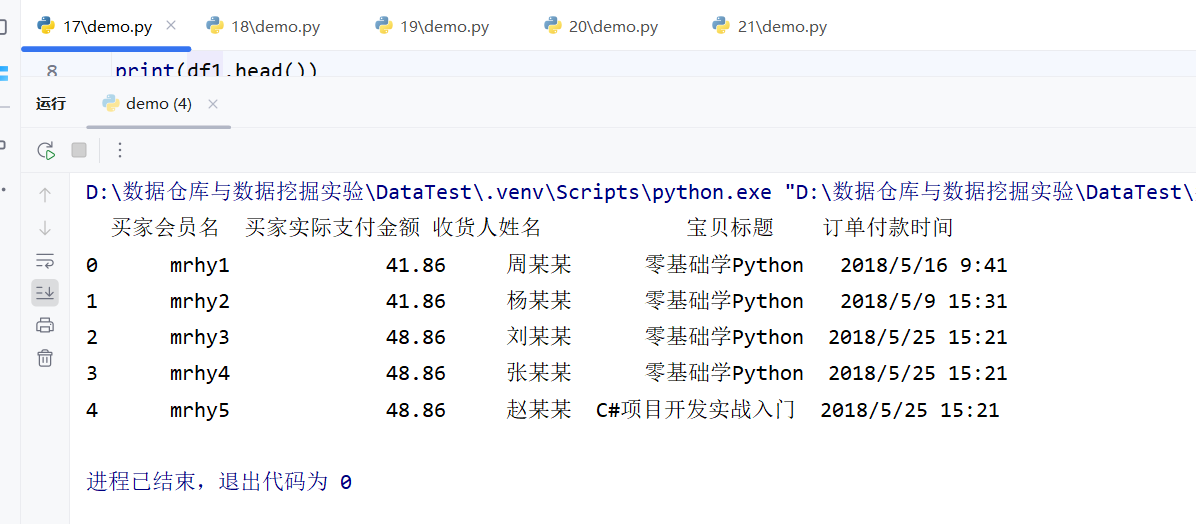 17\demo.py 18\demo.py 19\demo.py 20\demo.py 21\demo.py
8 print(df1.head())
运行 demo (4)
D:\数据仓库与数据挖掘实验\DataTest\.venv\Scripts\python.exe "D:\数据仓库与数据挖掘实验\DataTest\
买家会员名 买家实际支付金额 收货人姓名 宝贝标题 订单付款时间
0 mrhy1 41.86 周某某 零基础学Python 2018/5/16 9:41
1 mrhy2 41.86 杨某某 零基础学Python 2018/5/9 15:31
2 mrhy3 48.86 刘某某 零基础学Python 2018/5/25 15:21
3 mrhy4 48.86 张某某 零基础学Python 2018/5/25 15:21
4 mrhy5 48.86 赵某某 C#项目开发实战入门 2018/5/25 15:21
进程已结束，退出代码为 0